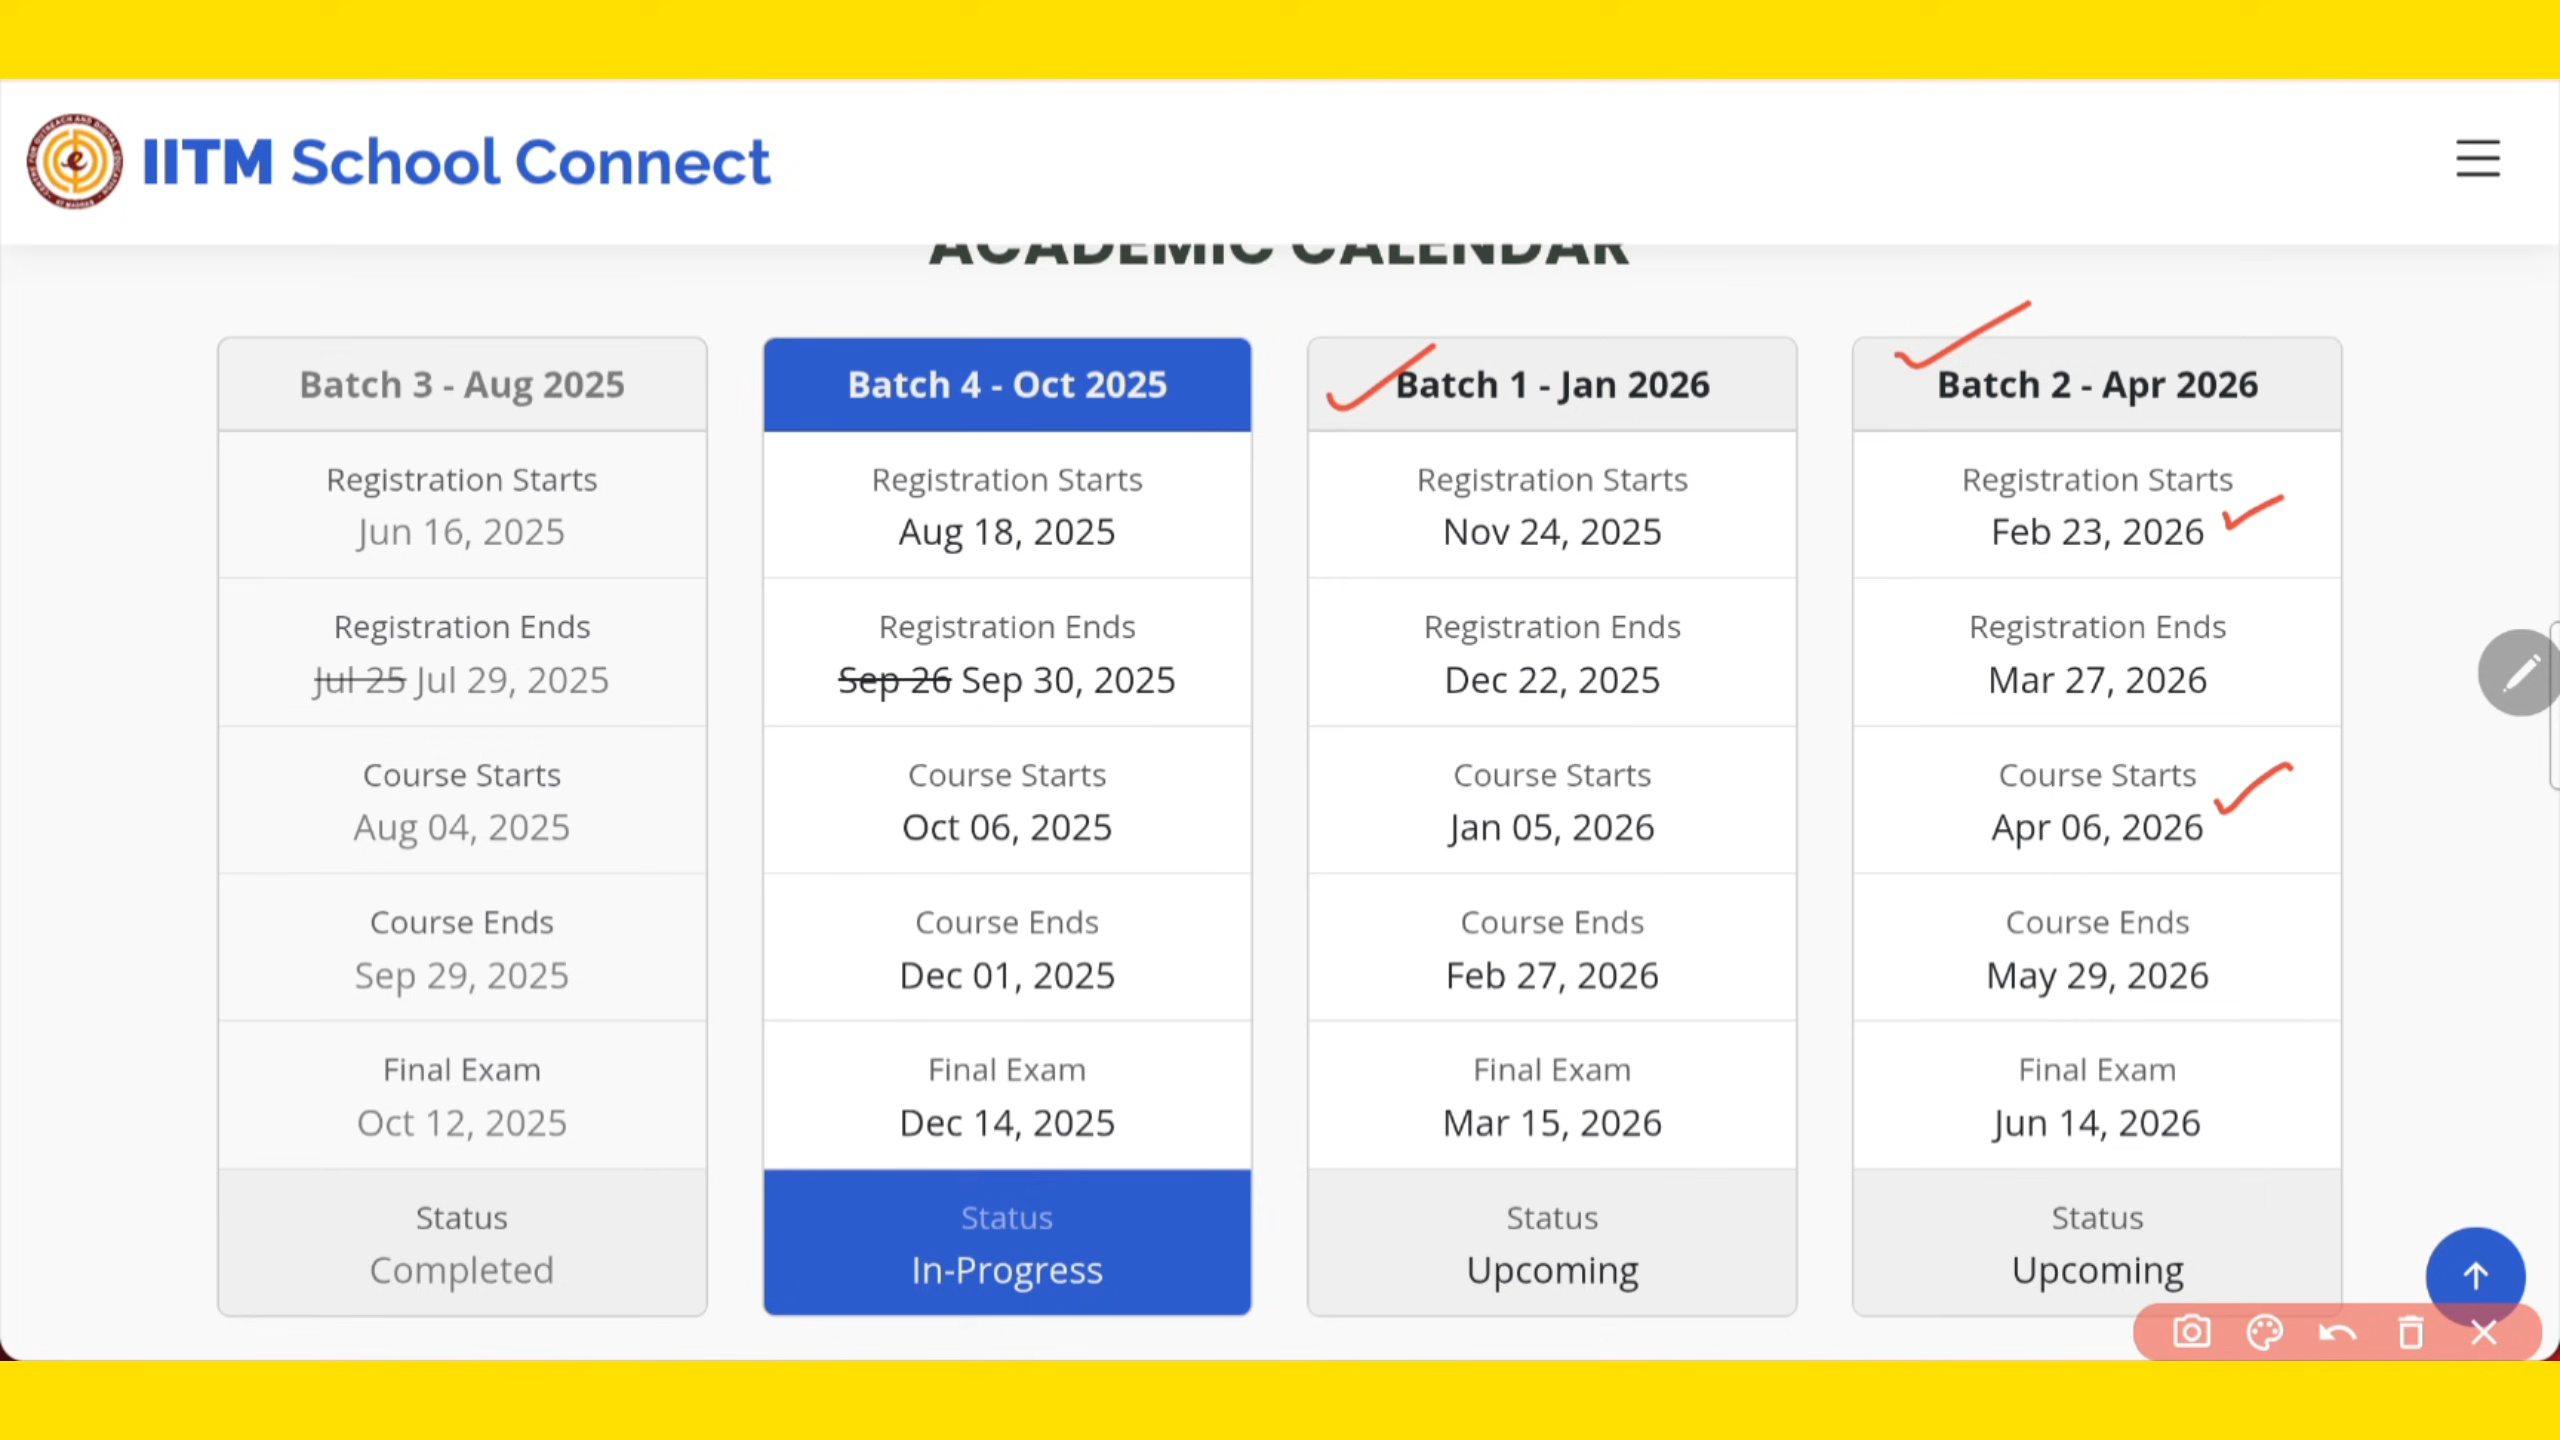 IITM School Connect
ACADEMIC CALENDAR
Batch 3 - Aug 2025
Registration Starts
Jun 16, 2025
Registration Ends
Jul 25 Jul 29, 2025
Course Starts
Aug 04, 2025
Course Ends
Sep 29, 2025
Final Exam
Oct 12, 2025
Status
Completed
Batch 4 - Oct 2025
Registration Starts
Aug 18, 2025
Registration Ends
Sep 26 Sep 30, 2025
Course Starts
Oct 06, 2025
Course Ends
Dec 01, 2025
Final Exam
Dec 14, 2025
Status
In-Progress
Batch 1 - Jan 2026
Registration Starts
Nov 24, 2025
Registration Ends
Dec 22, 2025
Course Starts
Jan 05, 2026
Course Ends
Feb 27, 2026
Final Exam
Mar 15, 2026
Status
Upcoming
Batch 2 - Apr 2026
Registration Starts
Feb 23, 2026
Registration Ends
Mar 27, 2026
Course Starts
Apr 06, 2026
Course Ends
May 29, 2026
Final Exam
Jun 14, 2026
Status
Upcoming